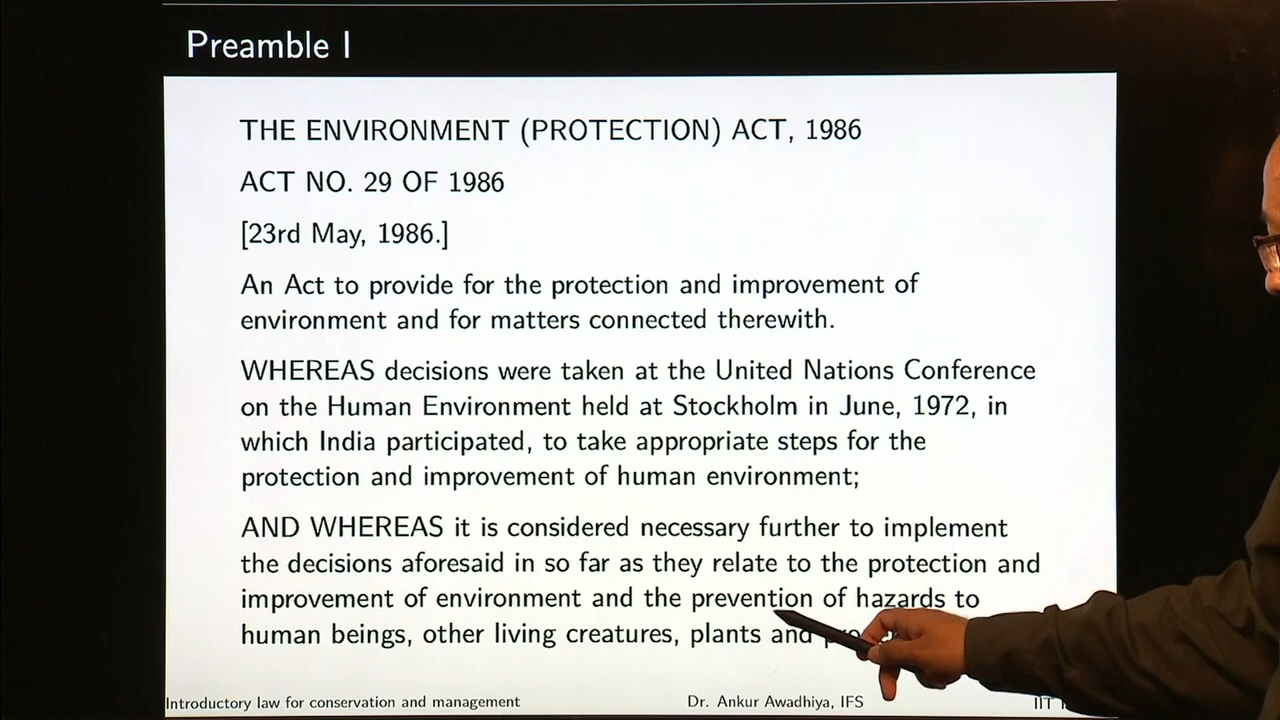 Preamble I
THE ENVIRONMENT (PROTECTION) ACT, 1986
ACT NO. 29 OF 1986
[23rd May, 1986.]
An Act to provide for the protection and improvement of
environment and for matters connected therewith.
WHEREAS decisions were taken at the United Nations Conference
on the Human Environment held at Stockholm in June, 1972, in
which India participated, to take appropriate steps for the
protection and improvement of human environment;
AND WHEREAS it is considered necessary further to implement
the decisions aforesaid in so far as they relate to the protection and
improvement of environment and the prevention of hazards to
human beings, other living creatures, plants and
Introductory law for conservation and management
Dr. Ankur Awadhiya, IFS
IIT